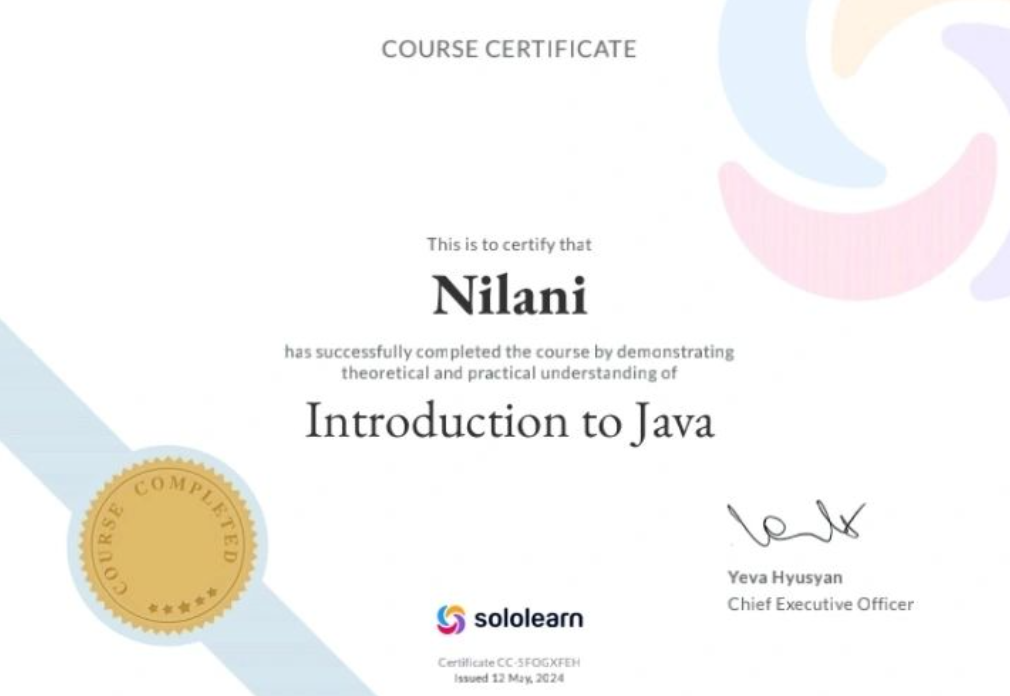 COURSE CERTIFICATE
This is to certify that
Nilani
has successfully completed the course by demonstrating
theoretical and practical understanding of
Introduction to Java
COURSE COMPLETED
Yeva Hyusyan
Chief Executive Officer
sololearn
Certificate CC-5FOGXFEH
Issued 12 May, 2024